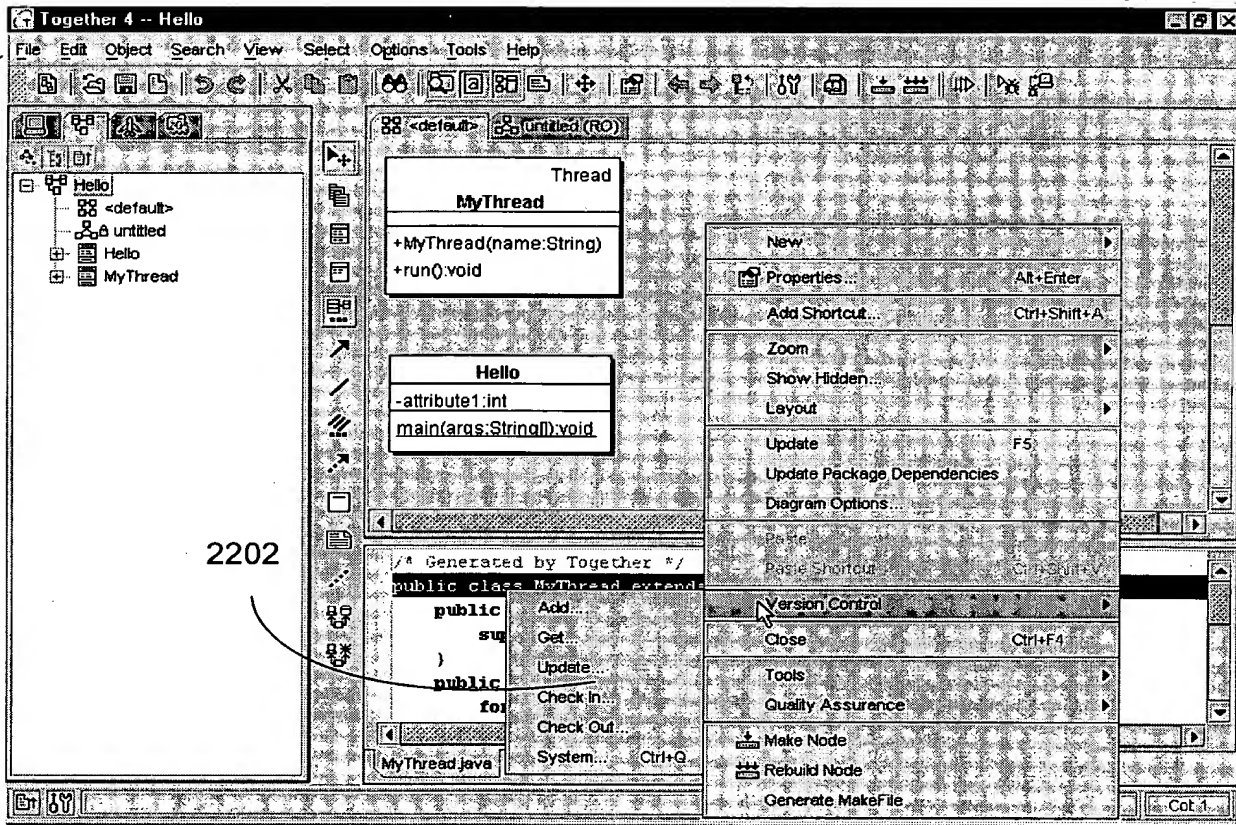 Together 4 -- Hello
File Edit Object Search View Select Options Tools Help
<default> untitled (RO)
Hello
<default>
untitled
Hello
MyThread
Thread
MyThread
+MyThread(name:String)
+run():void
Hello
-attribute1:int
main(args:String[]):void
New
Properties... Alt+Enter
Add Shortcut... Ctrl+Shift+A
Zoom
Show Hidden...
Layout
Update F5
Update Package Dependencies
Diagram Options...
Paste
Paste Shortcut Ctrl+Shift+V
Version Control
Close Ctrl+F4
Tools
Quality Assurance
Make Node
Rebuild Node
Generate MakeFile
2202
/* Generated by Together */
public class MyThread extends
public
sup
}
public
for
Add...
Get...
Update...
Check In...
Check Out...
System... Ctrl+Q
MyThread.java
Col: 1